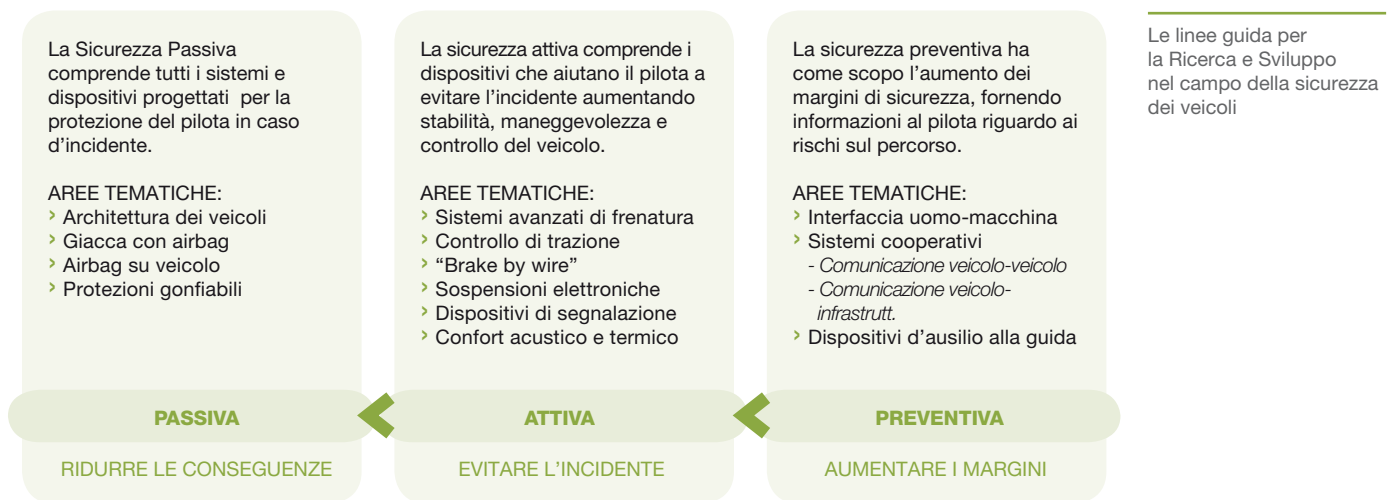 La Sicurezza Passiva
comprende tutti i sistemi e
dispositivi progettati per la
protezione del pilota in caso
d'incidente.
AREE TEMATICHE:
› Architettura dei veicoli
› Giacca con airbag
› Airbag su veicolo
› Protezioni gonfiabili
PASSIVA
RIDURRE LE CONSEGUENZE
La sicurezza attiva comprende i
dispositivi che aiutano il pilota a
evitare l'incidente aumentando
stabilità, maneggevolezza e
controllo del veicolo.
AREE TEMATICHE:
› Sistemi avanzati di frenatura
› Controllo di trazione
› “Brake by wire”
› Sospensioni elettroniche
› Dispositivi di segnalazione
› Confort acustico e termico
ATTIVA
EVITARE L'INCIDENTE
La sicurezza preventiva ha
come scopo l'aumento dei
margini di sicurezza, fornendo
informazioni al pilota riguardo ai
rischi sul percorso.
AREE TEMATICHE:
› Interfaccia uomo-macchina
› Sistemi cooperativi
- Comunicazione veicolo-veicolo
- Comunicazione veicolo-
infrastrutt.
› Dispositivi d'ausilio alla guida
PREVENTIVA
AUMENTARE I MARGINI
Le linee guida per
la Ricerca e Sviluppo
nel campo della sicurezza
dei veicoli